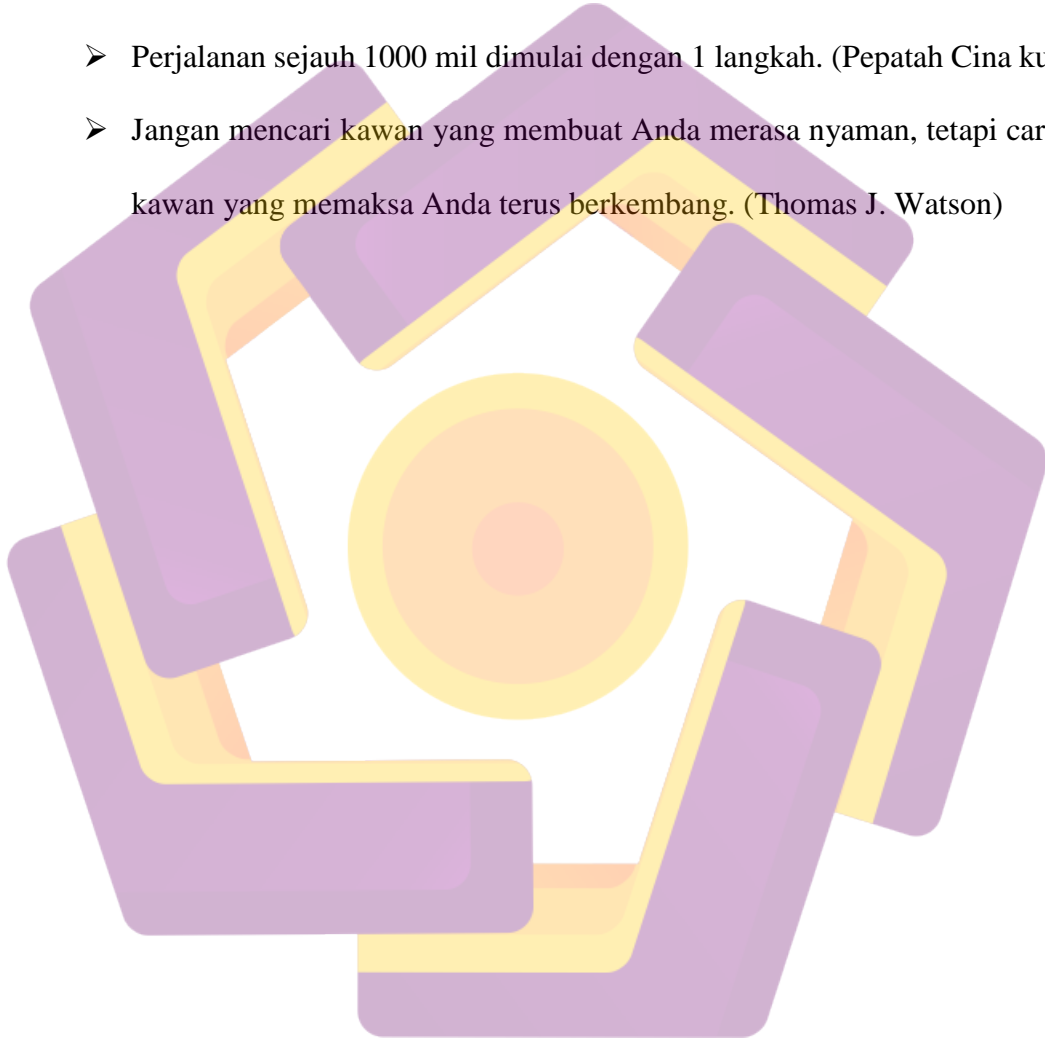 ➢ Perjalanan sejauh 1000 mil dimulai dengan 1 langkah. (Pepatah Cina
➢ Jangan mencari kawan yang membuat Anda merasa nyaman, tetapi
kawan yang memaksa Anda terus berkembang. (Thomas J. Watson)